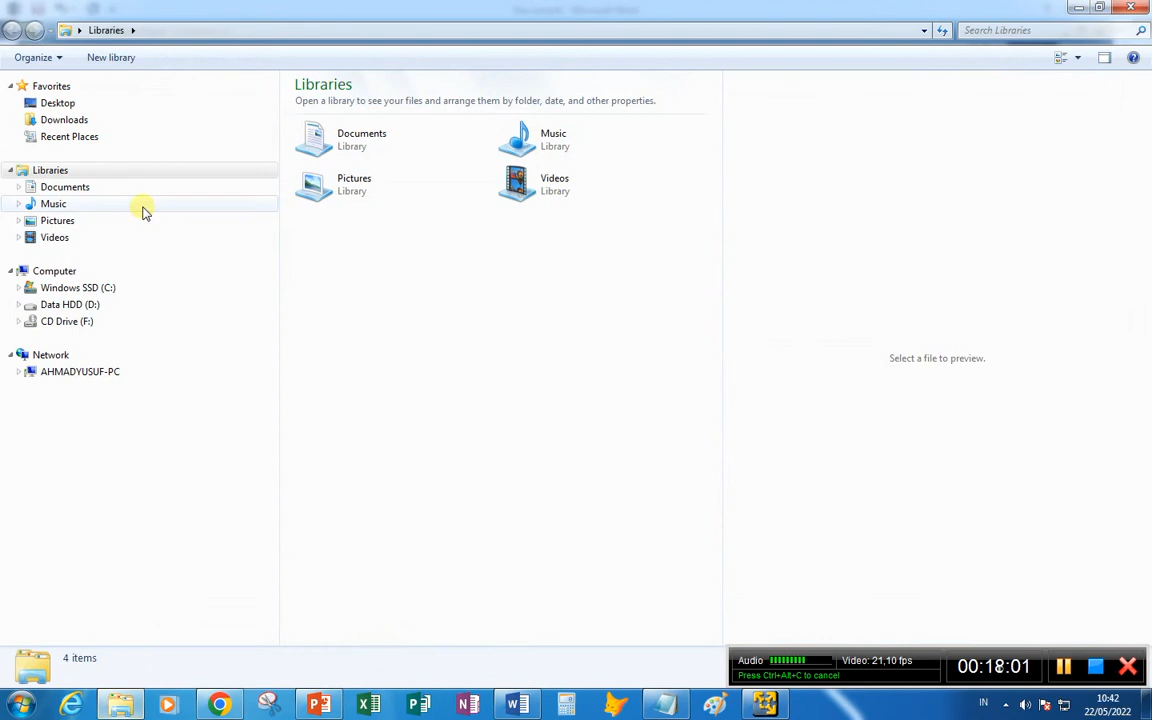 Document1 - Microsoft Word
Libraries
Search Libraries
Organize
New library
Favorites
Desktop
Downloads
Recent Places
Libraries
Documents
Music
Pictures
Videos
Computer
Windows SSD (C:)
Data HDD (D:)
CD Drive (F:)
Network
AHMADYUSUF-PC
Libraries
Open a library to see your files and arrange them by folder, date, and other properties.
Documents
Library
Music
Library
Pictures
Library
Videos
Library
Select a file to preview.
4 items
Audio
Video: 21,10 fps
Press Ctrl+Alt+C to cancel
00:18:01
IN
10:42
22/05/2022